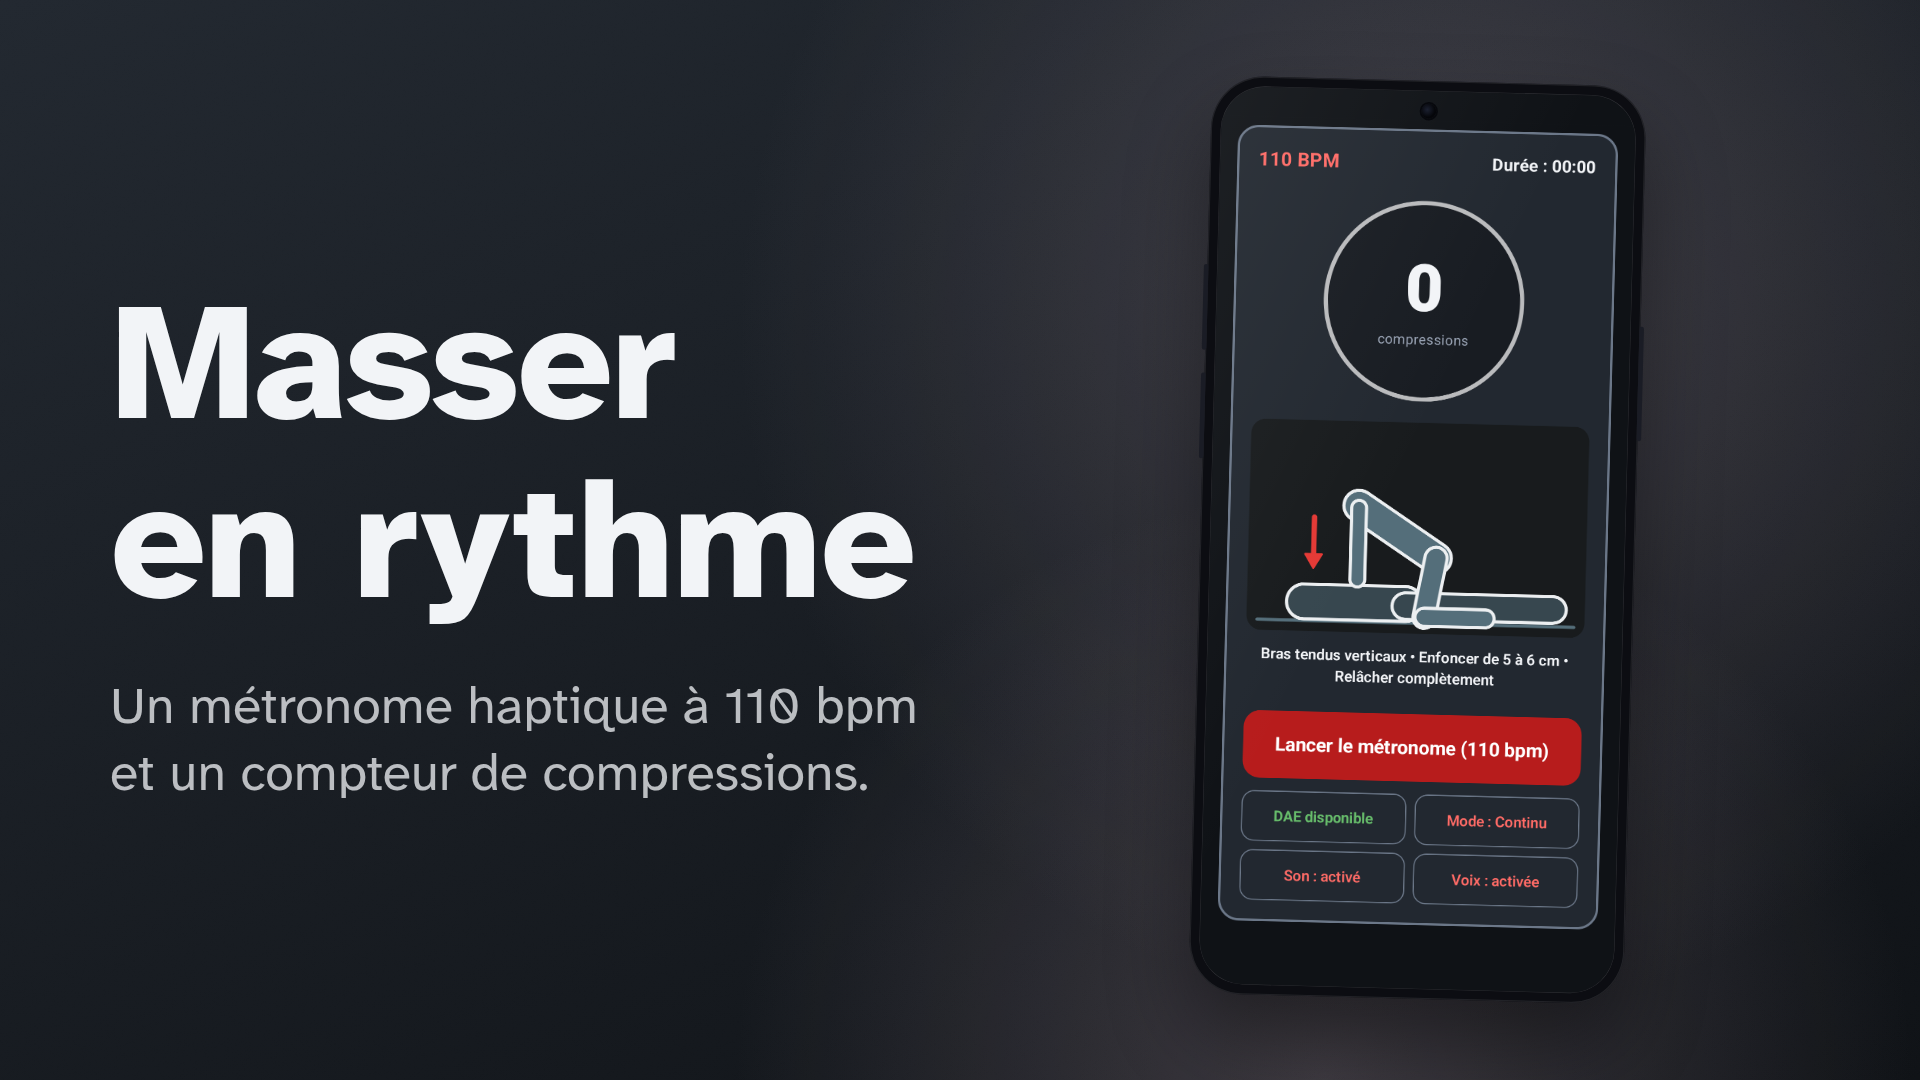 Masser
en rythme
Un métronome haptique à 110 bpm
et un compteur de compressions.
110 BPM
Durée : 00:00
0
compressions
Bras tendus verticaux • Enfoncer de 5 à 6 cm •
Relâcher complètement
Lancer le métronome (110 bpm)
DAE disponible
Mode : Continu
Son : activé
Voix : activée